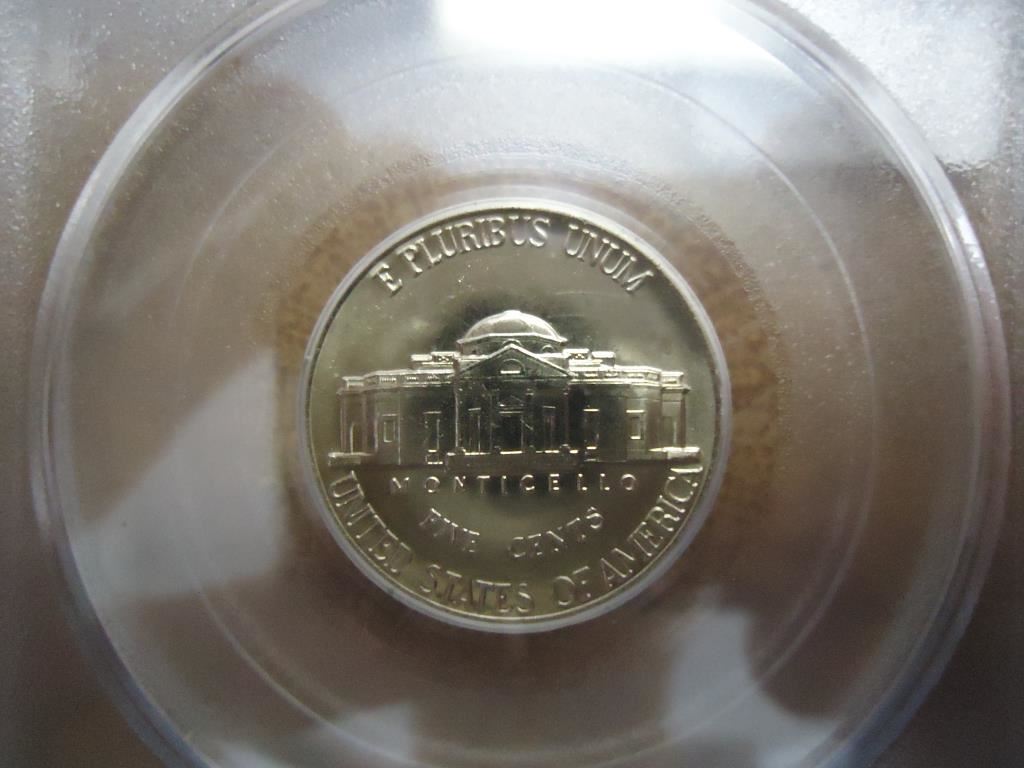 E PLURIBUS UNUM
MONTICELLO
FIVE CENTS
UNITED STATES OF AMERICA